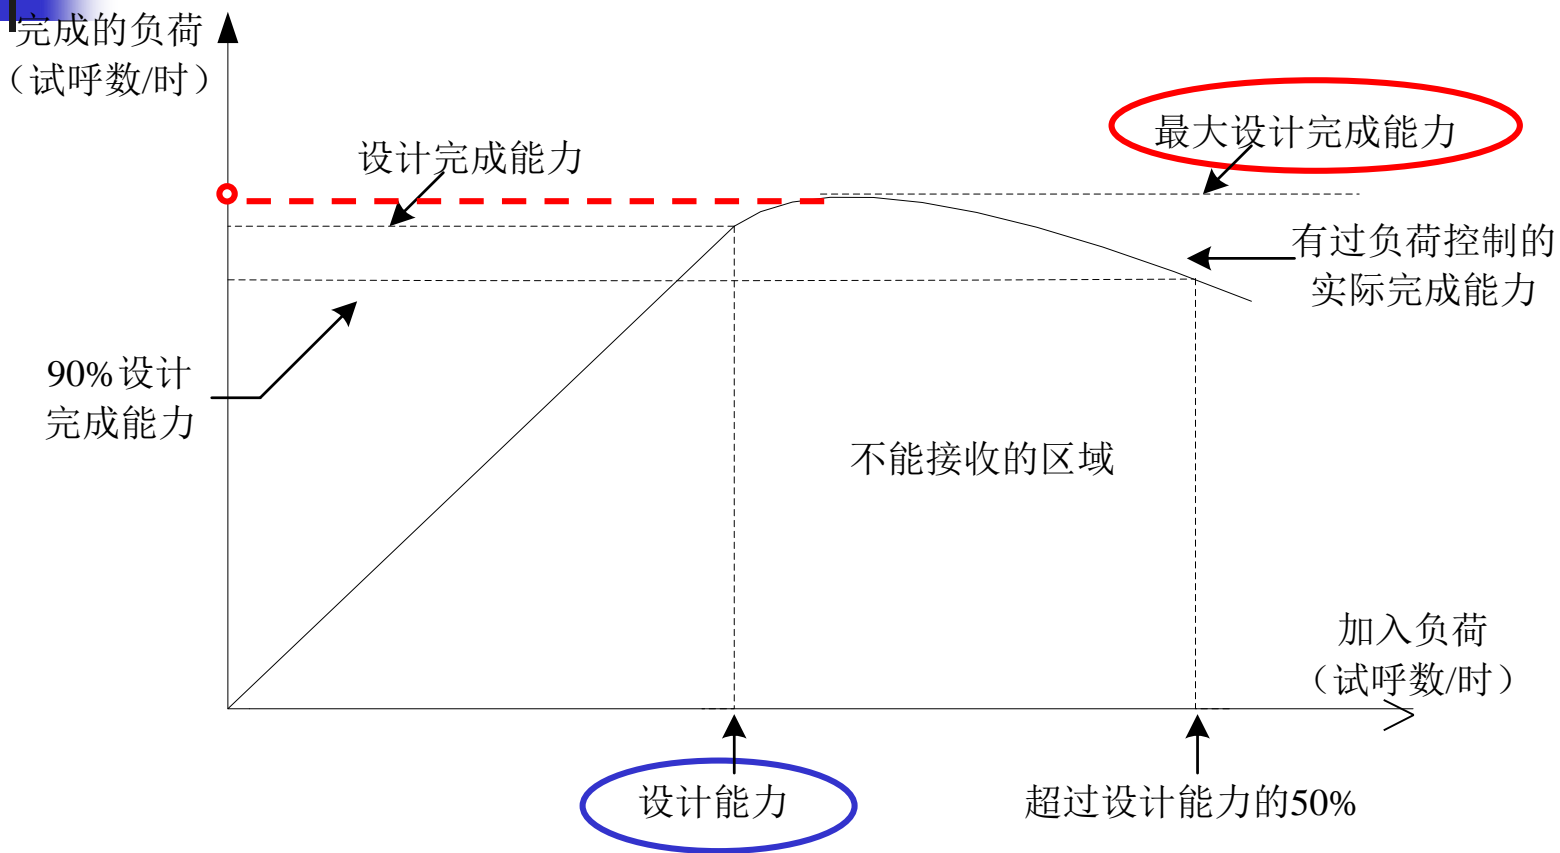 完成的负荷
（试呼数/时）
设计完成能力
最大设计完成能力
有过负荷控制的
实际完成能力
90%设计
完成能力
不能接收的区域
加入负荷
（试呼数/时）
设计能力
超过设计能力的50%